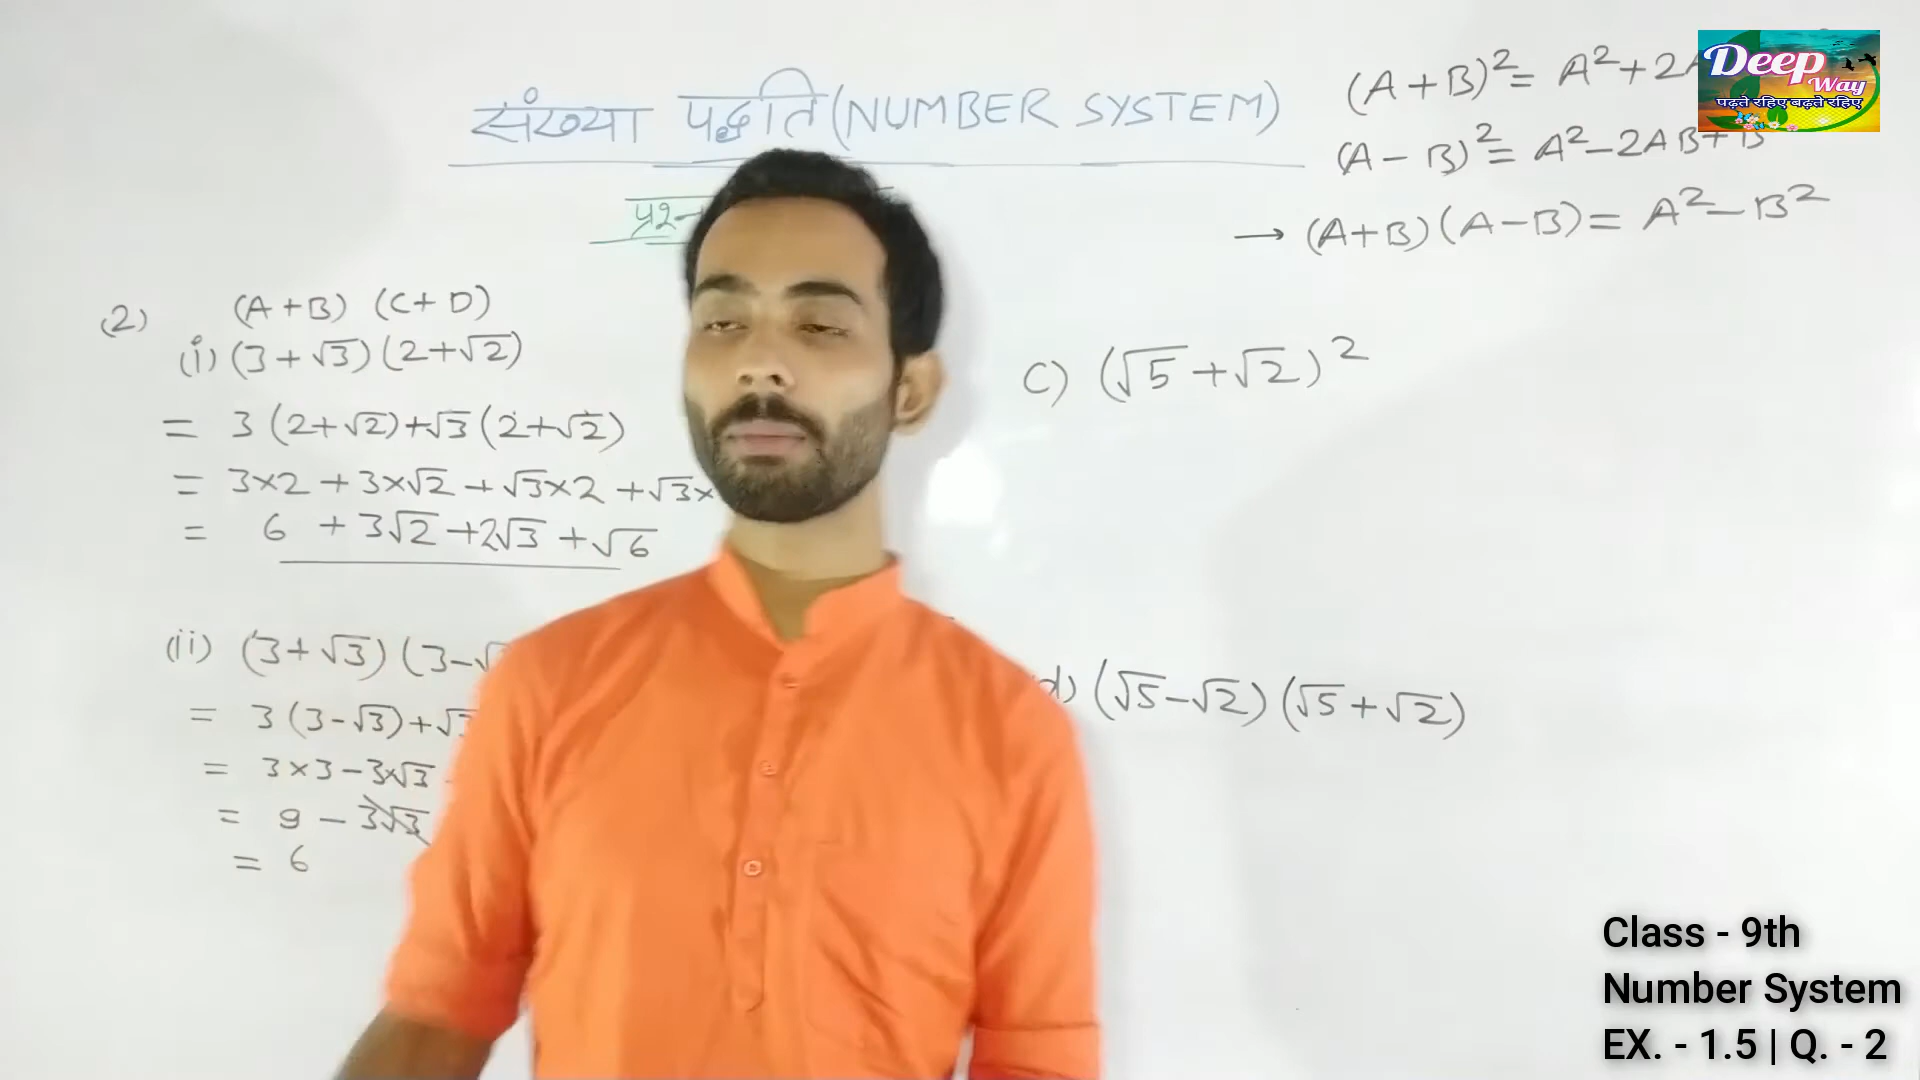 संख्या पद्धति (NUMBER SYSTEM)
(A+B)²= A²+2A
(A-B)²= A²-2AB+B
→ (A+B)(A-B)= A²-B²
Deep Way
पढ़ते रहिए बढ़ते रहिए
(2) (A+B) (C+D)
(i) (3+√3)(2+√2)
= 3(2+√2)+√3(2+√2)
= 3×2 + 3×√2 + √3×2 + √3×
= 6 + 3√2 + 2√3 + √6
(ii) (3+√3)(3-√
= 3(3-√3)+√3
= 3×3-3×√3
= 9 - 3√3
= 6
c) (√5+√2)²
d) (√5-√2)(√5+√2)
Class - 9th
Number System
EX. - 1.5 | Q. - 2